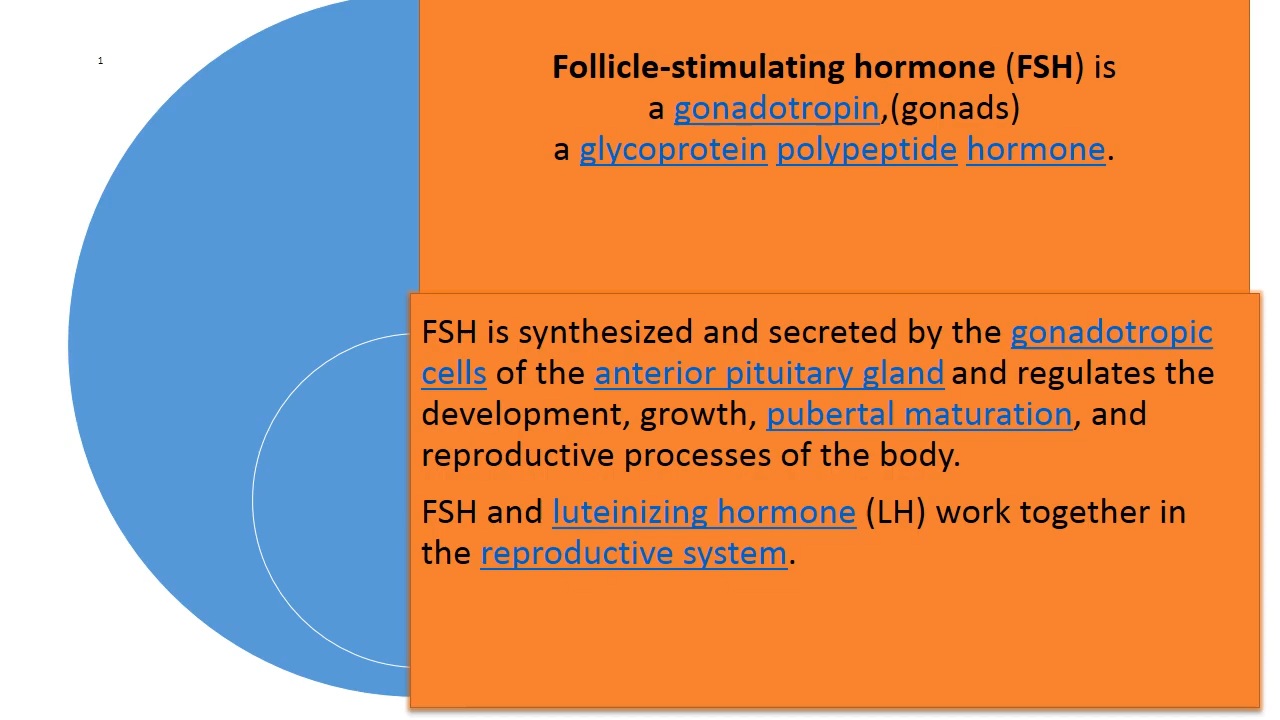 1
Follicle-stimulating hormone (FSH) is
a gonadotropin,(gonads)
a glycoprotein polypeptide hormone.
FSH is synthesized and secreted by the gonadotropic
cells of the anterior pituitary gland and regulates the
development, growth, pubertal maturation, and
reproductive processes of the body.
FSH and luteinizing hormone (LH) work together in
the reproductive system.